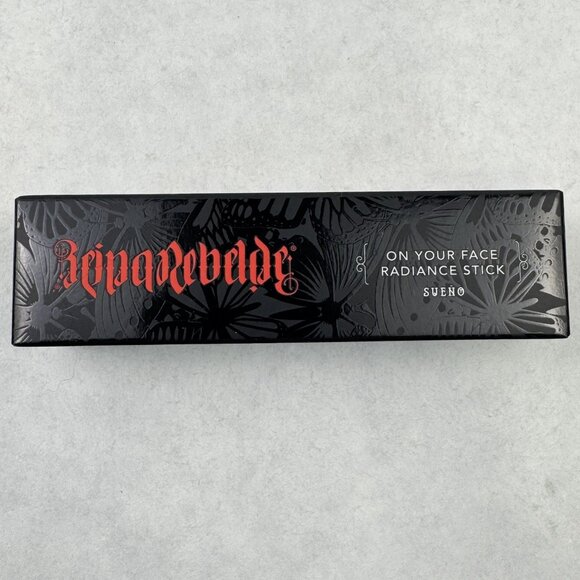 ReinaRebelde®
ON YOUR FACE
RADIANCE STICK
SUEÑO